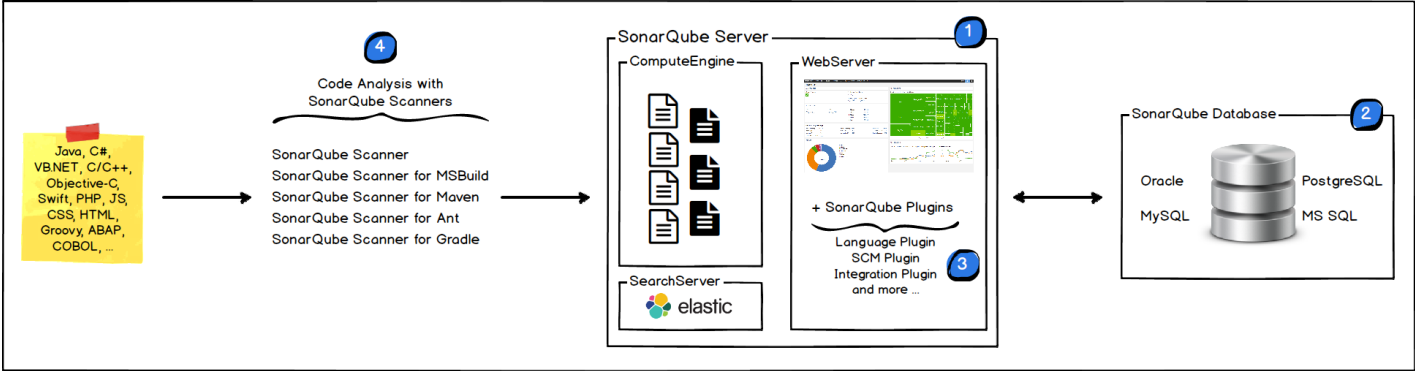 4
Code Analysis with
SonarQube Scanners
Java, C#,
VB.NET, C/C++,
Objective-C,
Swift, PHP, JS,
CSS, HTML,
Groovy, ABAP,
COBOL, ...
SonarQube Scanner
SonarQube Scanner for MSBuild
SonarQube Scanner for Maven
SonarQube Scanner for Ant
SonarQube Scanner for Gradle
SonarQube Server
1
ComputeEngine
SearchServer
elastic
WebServer
+ SonarQube Plugins
Language Plugin
SCM Plugin
Integration Plugin
and more ...
3
SonarQube Database
2
Oracle
PostgreSQL
MySQL
MS SQL